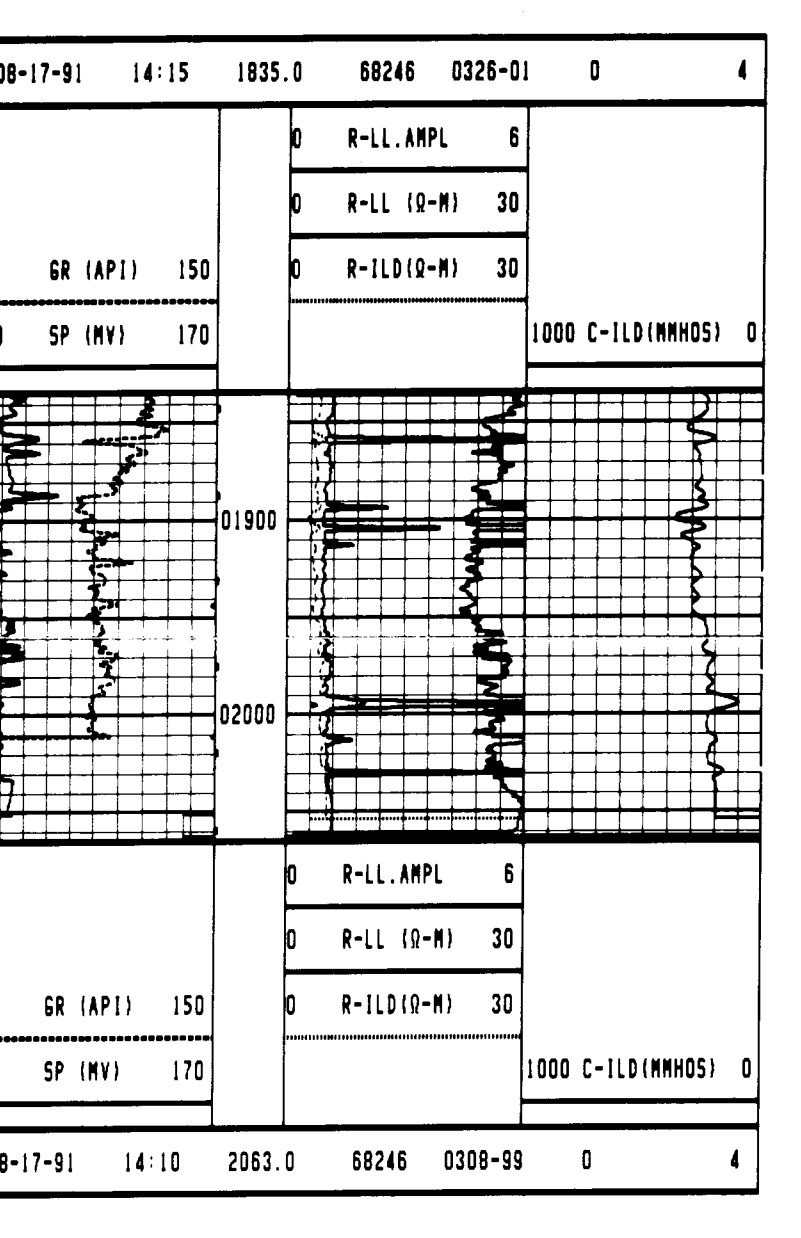 08-17-91 14:15 1835.0 68246 0326-01 0 4
0 R-LL.AMPL 6
0 R-LL (Ω-M) 30
GR (API) 150 0 R-ILD(Ω-M) 30
0 SP (MV) 170 1000 C-ILD(MMHOS) 0
01900
02000
0 R-LL.AMPL 6
0 R-LL (Ω-M) 30
GR (API) 150 0 R-ILD(Ω-M) 30
SP (MV) 170 1000 C-ILD(MMHOS) 0
8-17-91 14:10 2063.0 68246 0308-99 0 4